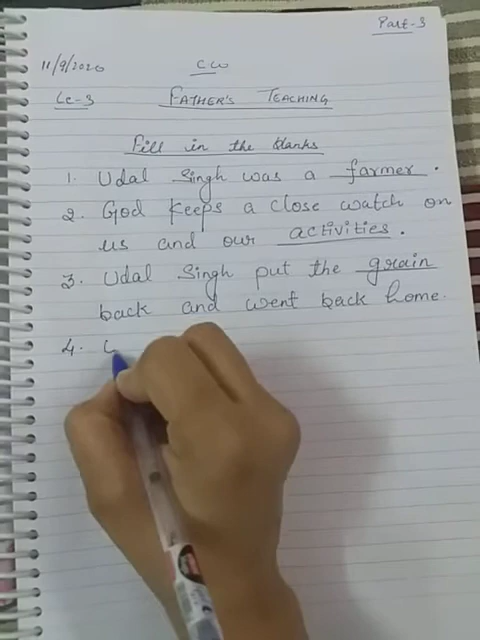 Part-3
11/9/2020
CW
Lc-3
FATHER'S TEACHING
Fill in the blanks
1. Udal Singh was a farmer.
2. God keeps a close watch on
us and our activities.
3. Udal Singh put the grain
back and went back home.
4.